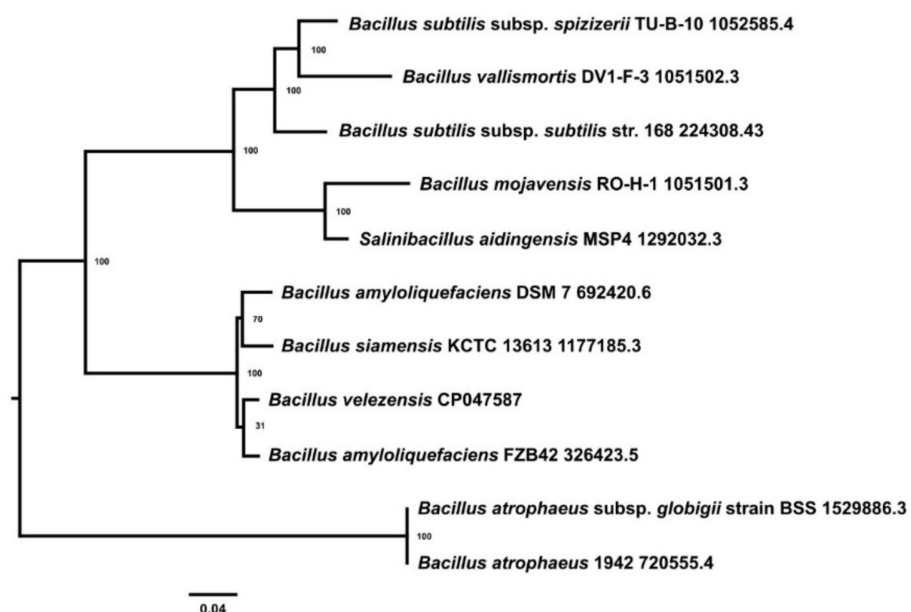 Bacillus subtilis subsp. spizizerii TU-B-10 1052585.4
100
Bacillus vallismortis DV1-F-3 1051502.3
100
Bacillus subtilis subsp. subtilis str. 168 224308.43
100
Bacillus mojavensis RO-H-1 1051501.3
100
Salinibacillus aidingensis MSP4 1292032.3
100
Bacillus amyloliquefaciens DSM 7 692420.6
70
Bacillus siamensis KCTC 13613 1177185.3
100
Bacillus velezensis CP047587
31
Bacillus amyloliquefaciens FZB42 326423.5
Bacillus atrophaeus subsp. globigii strain BSS 1529886.3
100
Bacillus atrophaeus 1942 720555.4
0.04